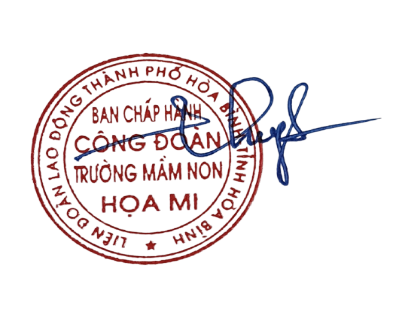 LIÊN ĐOÀN LAO ĐỘNG THÀNH PHỐ HÒA BÌNH TỈNH HÒA BÌNH
BAN CHẤP HÀNH
CÔNG ĐOÀN
TRƯỜNG MẦM NON
HỌA MI